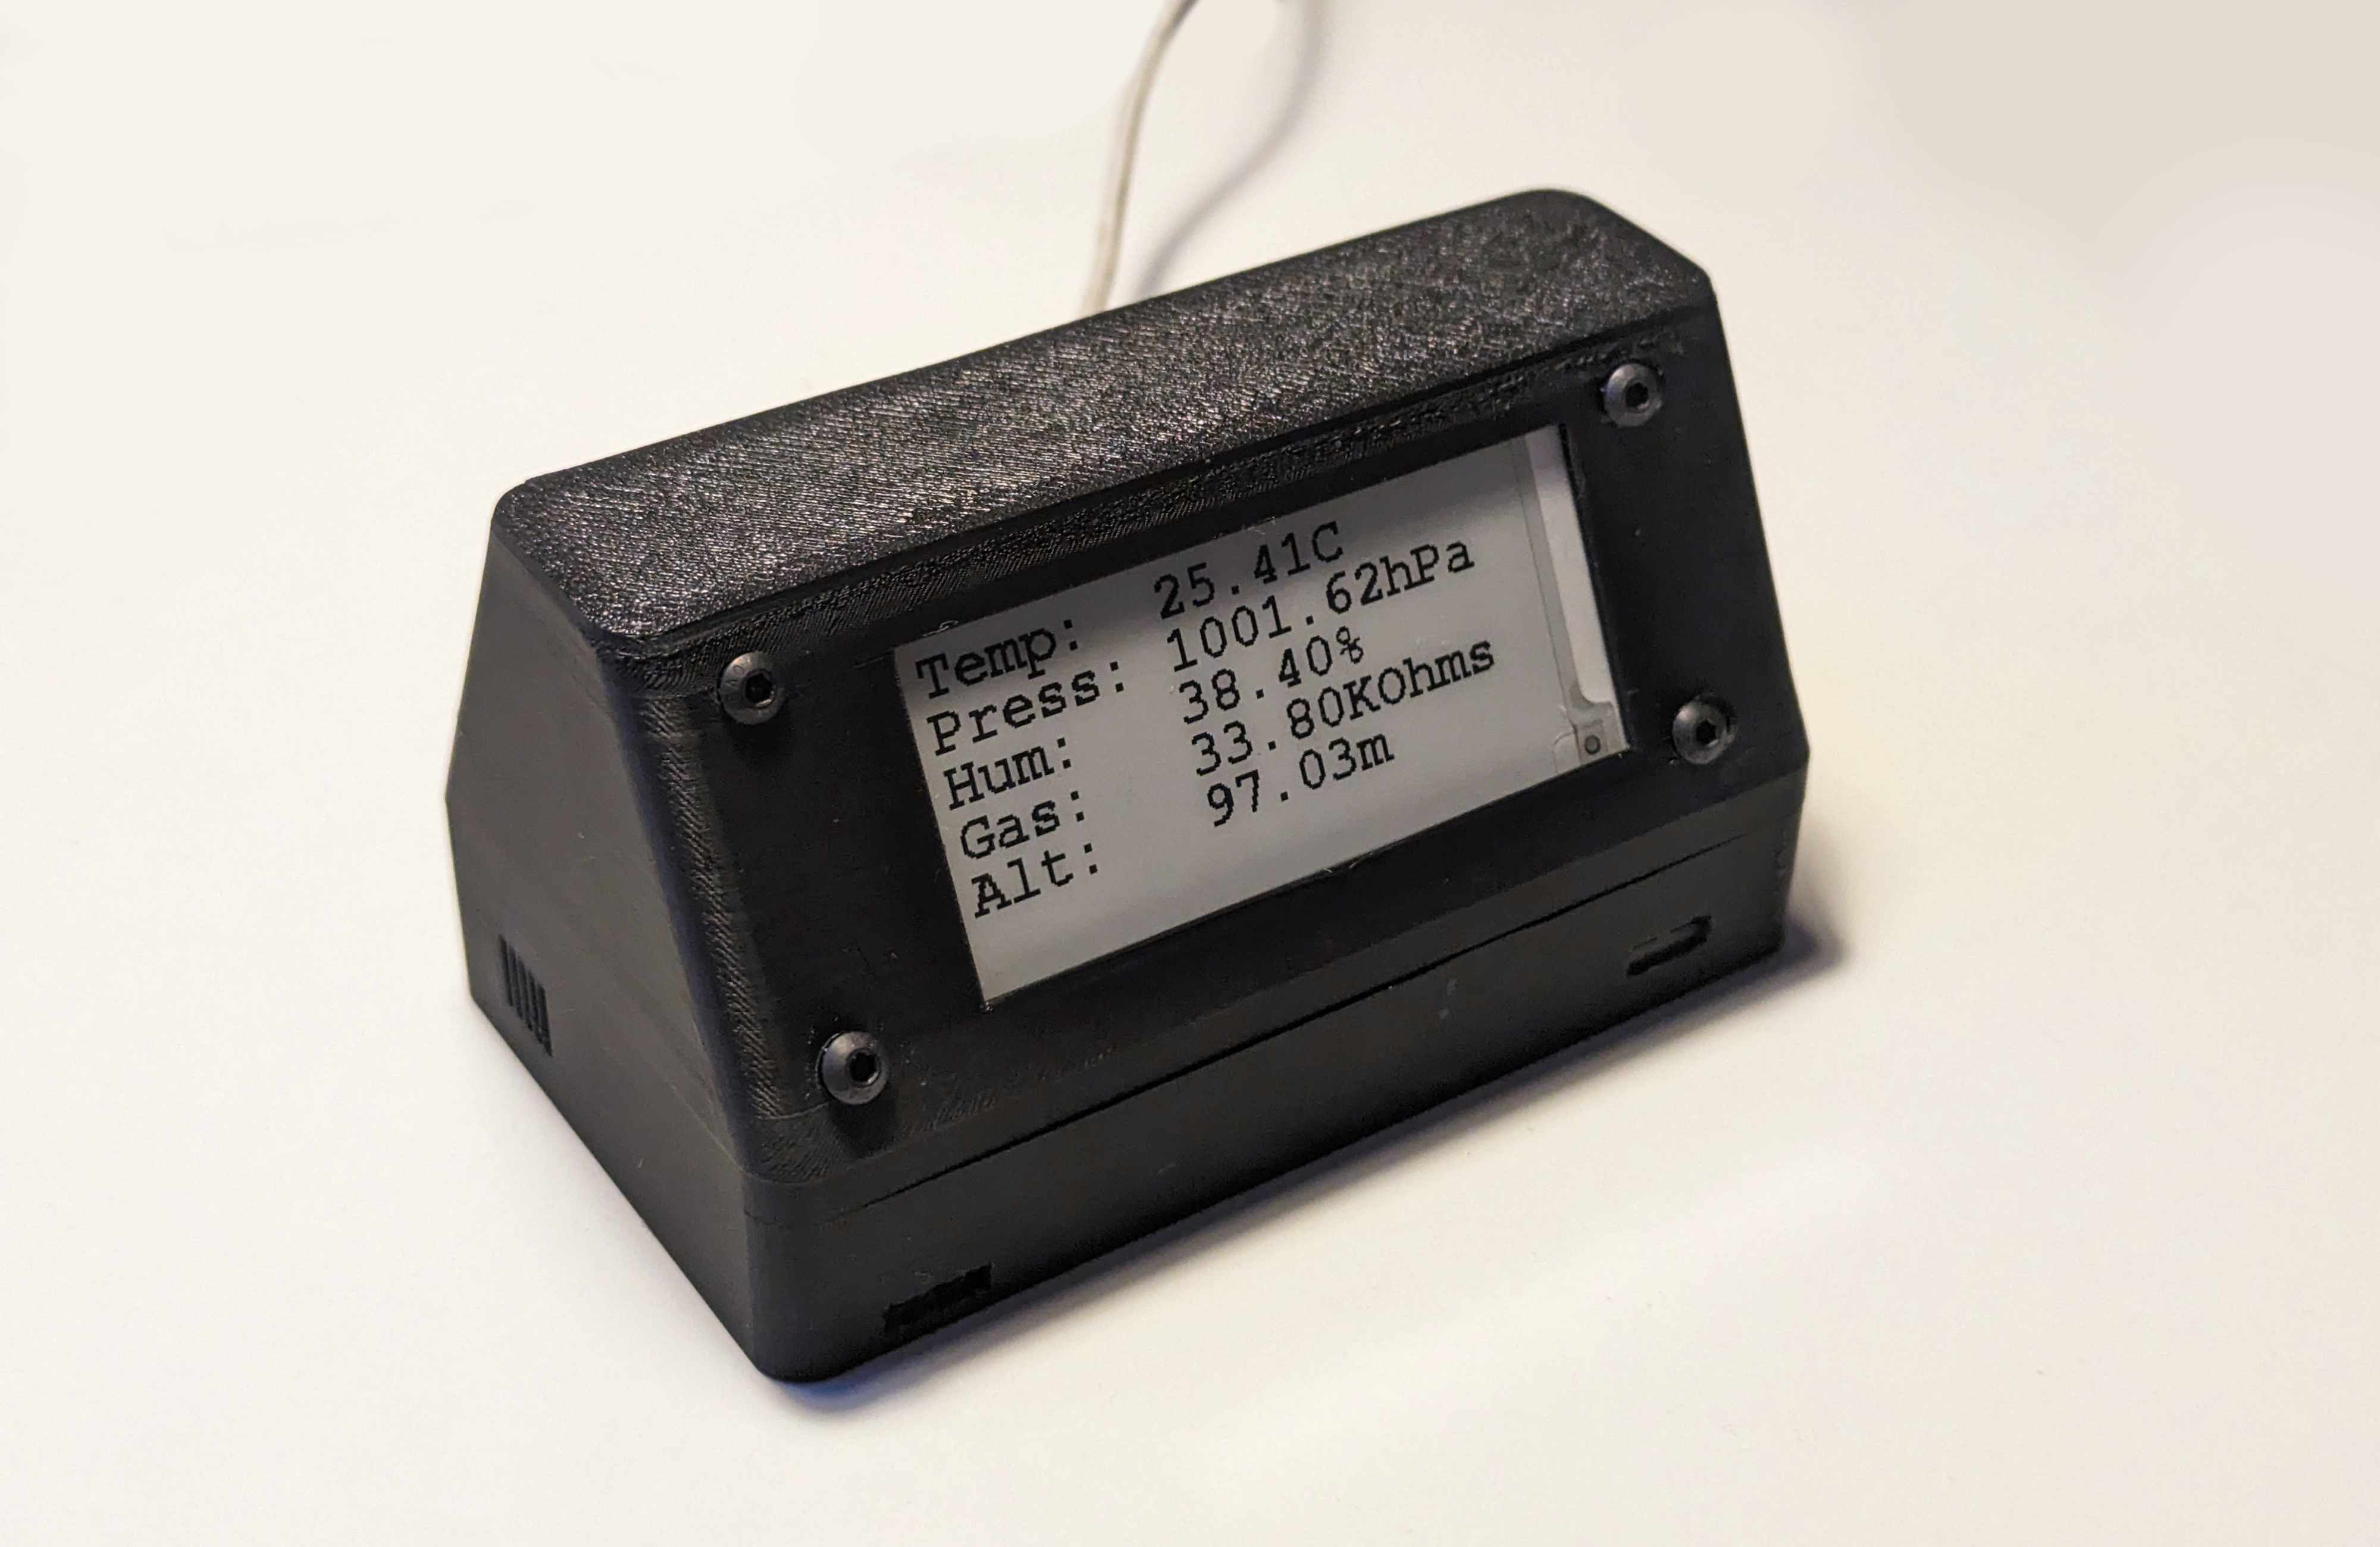 Temp: 25.41C
Press: 1001.62hPa
Hum: 38.40%
Gas: 33.80KOhms
Alt: 97.03m